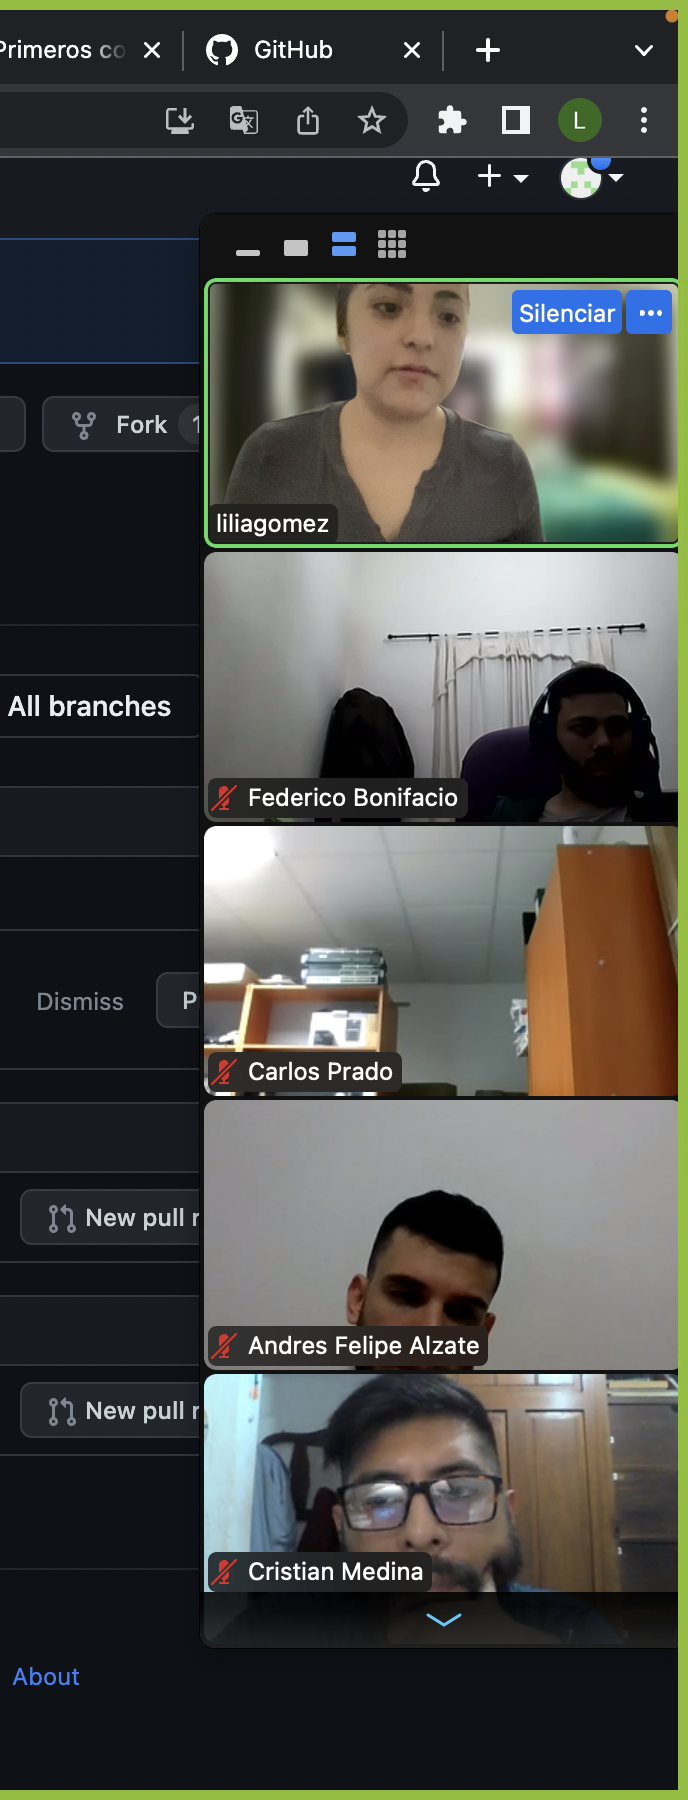 Primeros co
GitHub
L
Fork 1
Silenciar
liliagomez
All branches
Federico Bonifacio
Dismiss
P
Carlos Prado
New pull r
Andres Felipe Alzate
New pull r
Cristian Medina
About